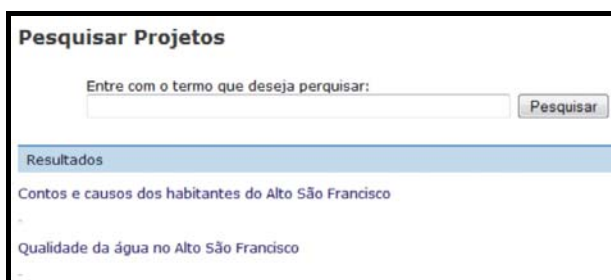 Pesquisar Projetos
Entre com o termo que deseja perquisar:
Pesquisar
Resultados
Contos e causos dos habitantes do Alto São Francisco
-
Qualidade da água no Alto São Francisco
-